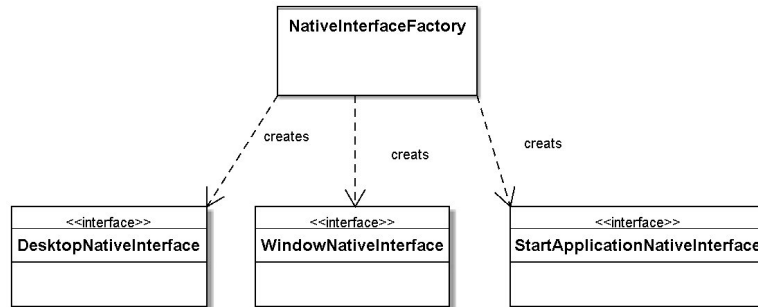 NativeInterfaceFactory
creates
creats
creats
<<interface>>
DesktopNativeInterface
<<interface>>
WindowNativeInterface
<<interface>>
StartApplicationNativeInterface